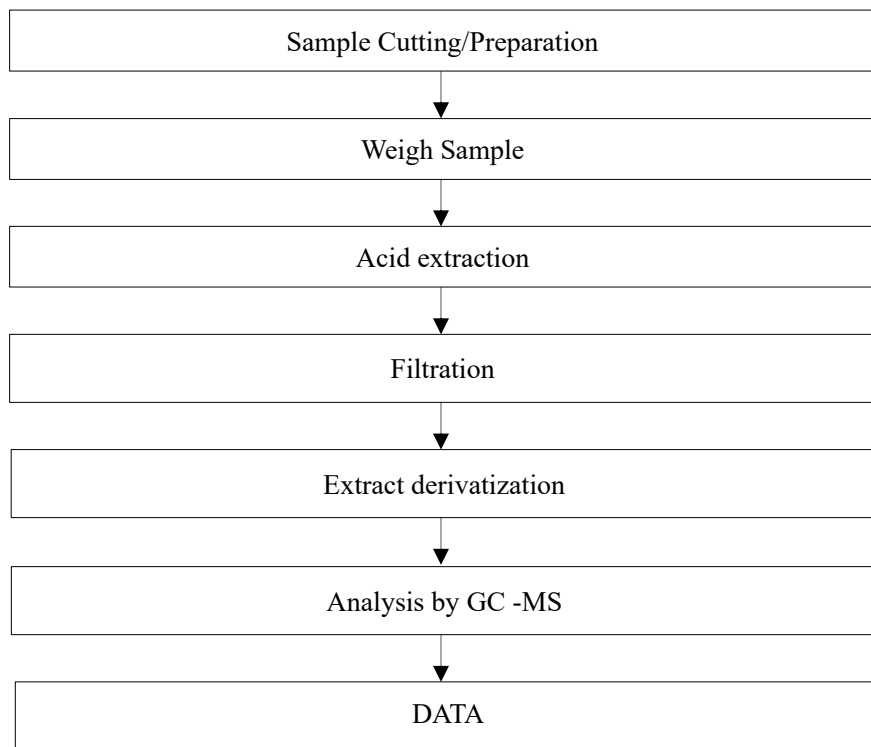 Sample Cutting/Preparation
Weigh Sample
Acid extraction
Filtration
Extract derivatization
Analysis by GC -MS
DATA